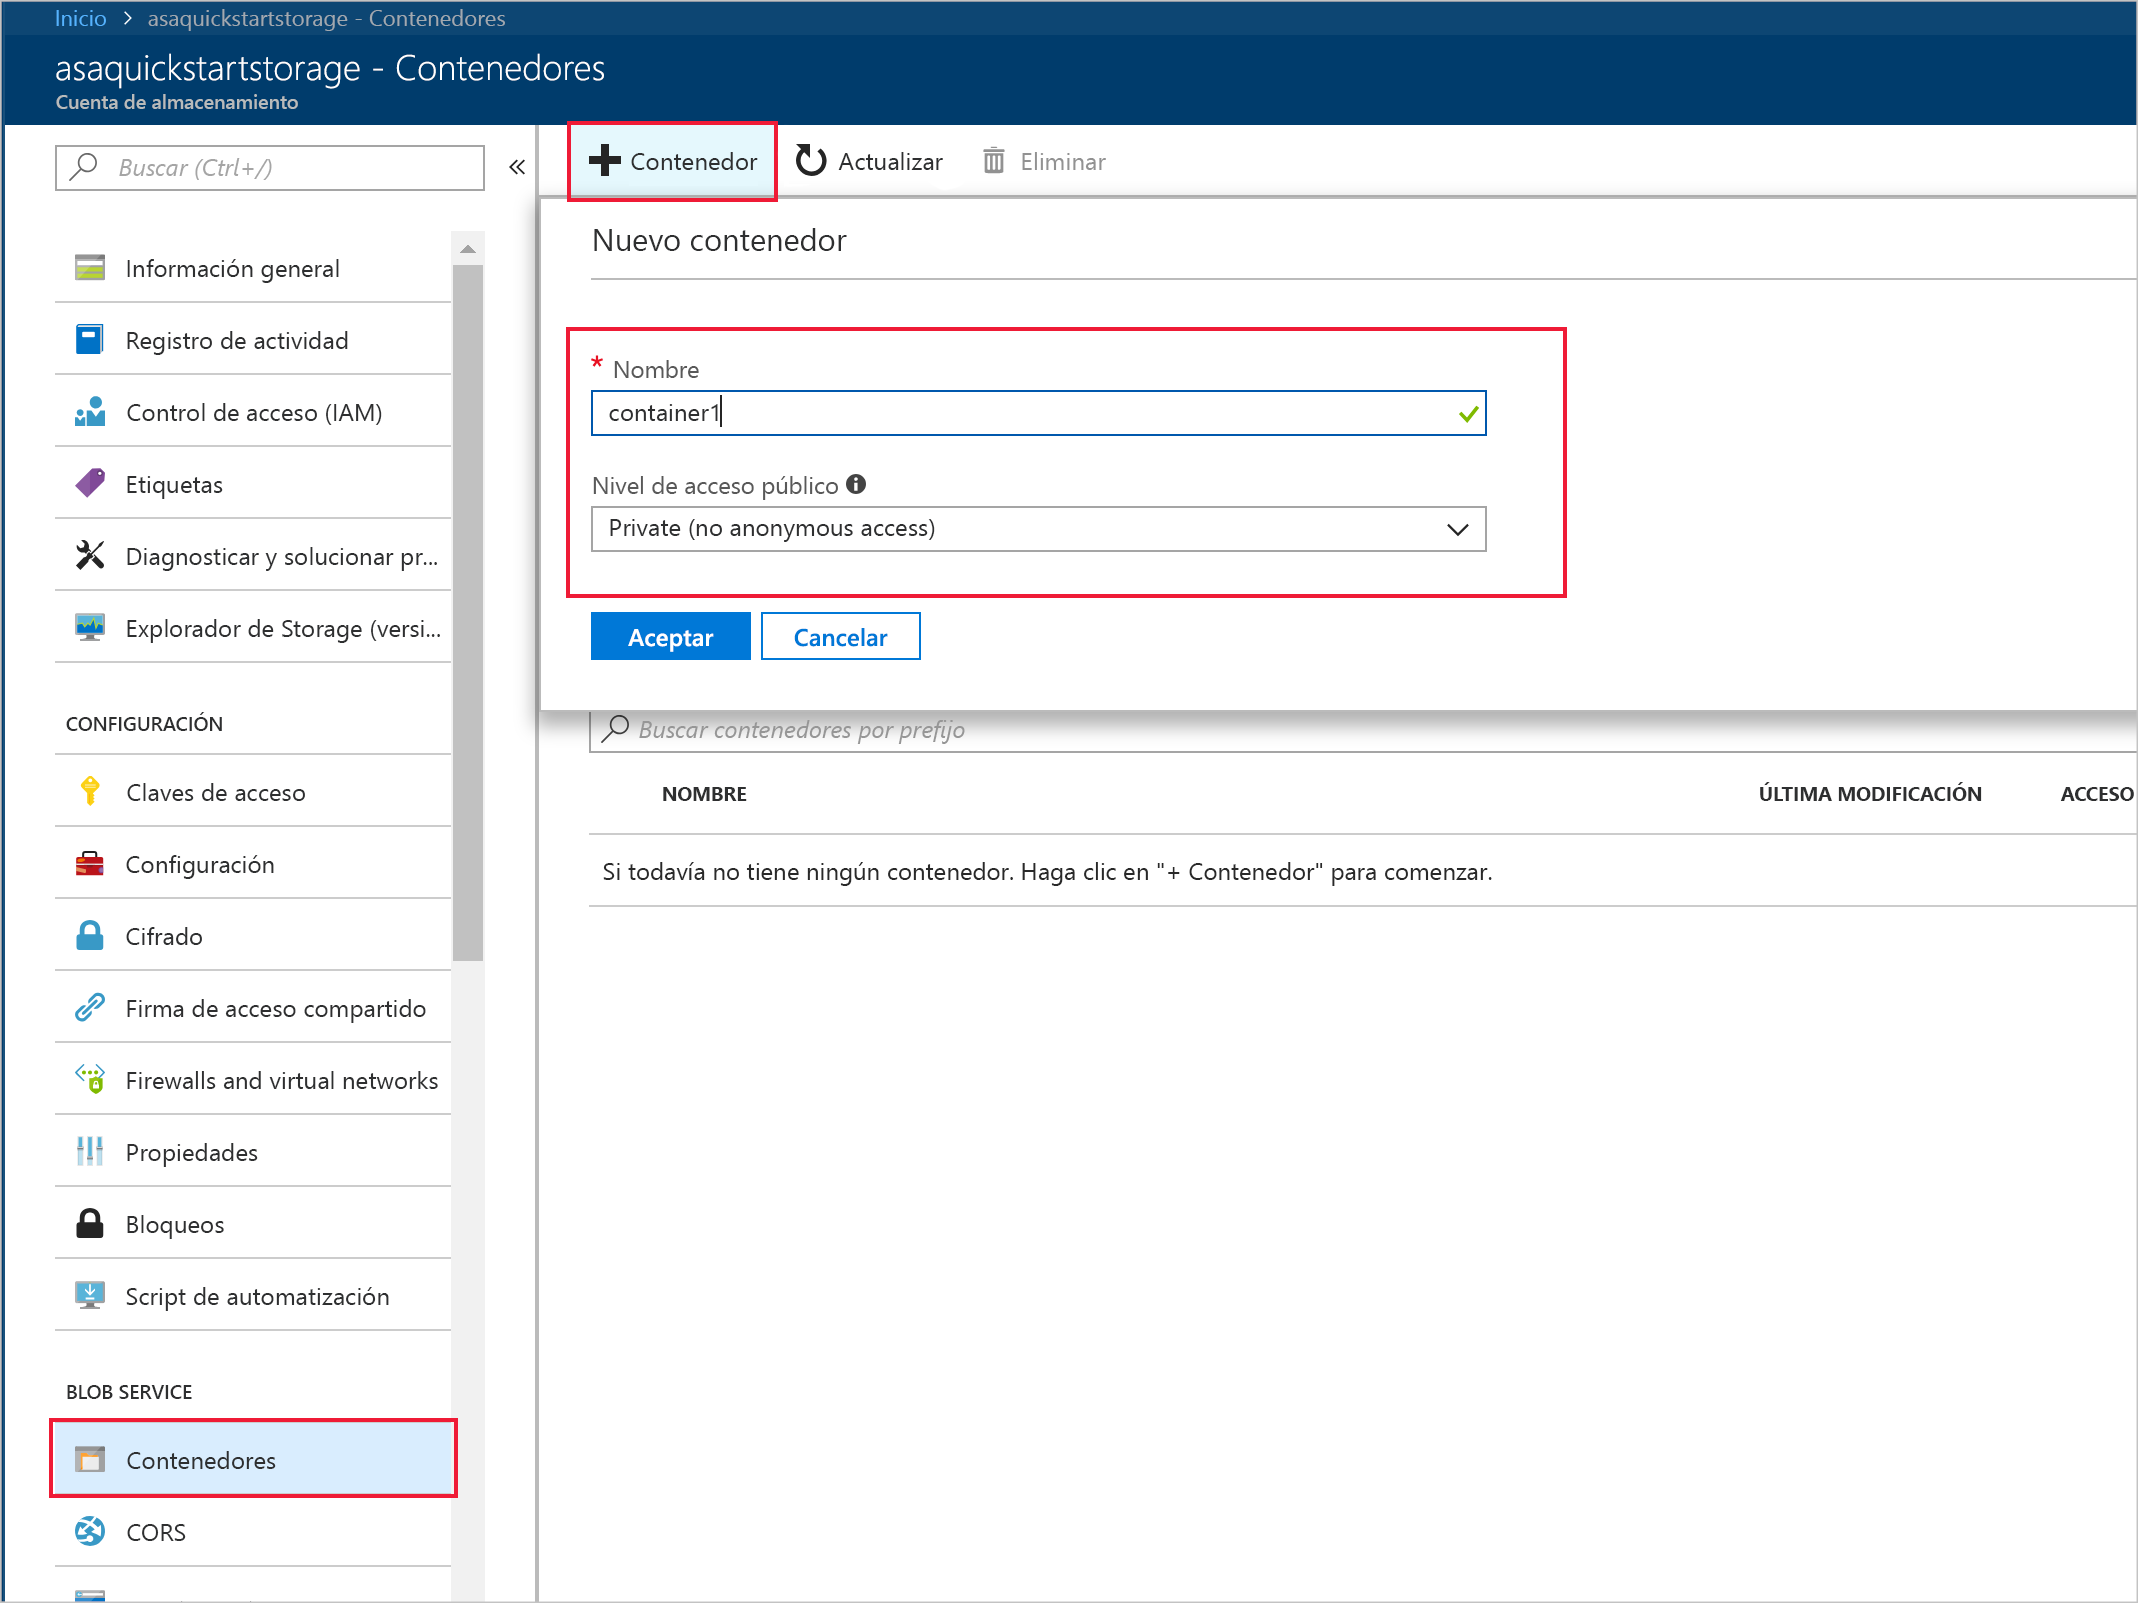 Inicio > asaquickstartstorage - Contenedores
asaquickstartstorage - Contenedores
Cuenta de almacenamiento
Buscar (Ctrl+/)
«
Información general
Registro de actividad
Control de acceso (IAM)
Etiquetas
Diagnosticar y solucionar pr...
Explorador de Storage (versi...
CONFIGURACIÓN
Claves de acceso
Configuración
Cifrado
Firma de acceso compartido
Firewalls and virtual networks
Propiedades
Bloqueos
Script de automatización
BLOB SERVICE
Contenedores
CORS
Contenedor Actualizar Eliminar
Nuevo contenedor
* Nombre
container1
Nivel de acceso público
Private (no anonymous access)
Aceptar Cancelar
Buscar contenedores por prefijo
NOMBRE ÚLTIMA MODIFICACIÓN ACCESO
Si todavía no tiene ningún contenedor. Haga clic en "+ Contenedor" para comenzar.